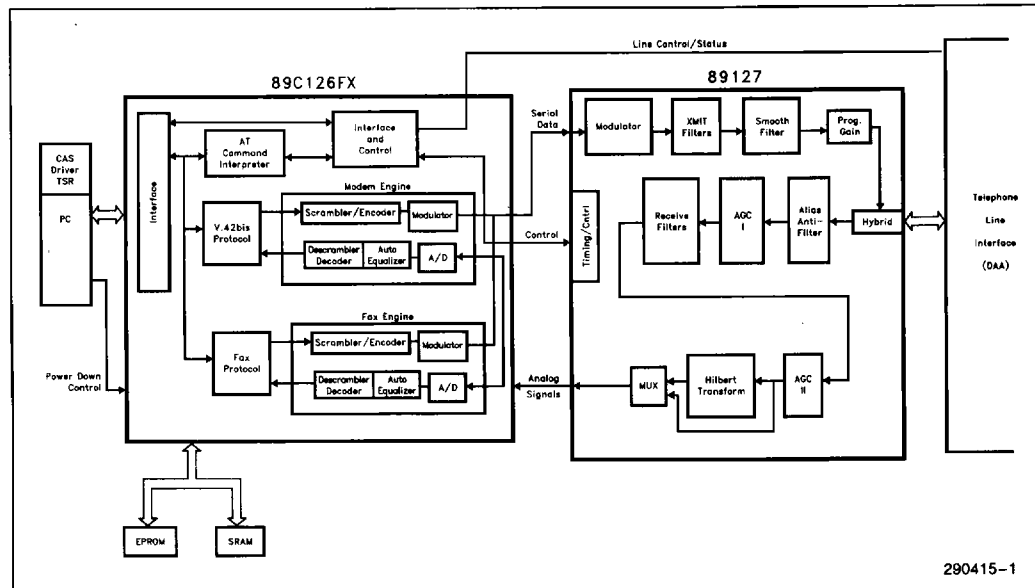 Line Control/Status
89C126FX
89127
CAS
Driver
TSR
PC
Power Down
Control
Interface
AT
Command
Interpreter
Interface
and
Control
Modem Engine
V.42bis
Protocol
Scrambler/Encoder
Modulator
Descrambler
Decoder
Auto
Equalizer
A/D
Fax Engine
Fax
Protocol
Scrambler/Encoder
Modulator
Descrambler
Decoder
Auto
Equalizer
A/D
EPROM
SRAM
Serial
Data
Control
Analog
Signals
Modulator
XMIT
Filters
Smooth
Filter
Prog.
Gain
Timing/Cntrl
Receive
Filters
AGC
I
Alias
Anti-
Filter
Hybrid
MUX
Hilbert
Transform
AGC
II
Telephone
Line
Interface
(DAA)
290415-1